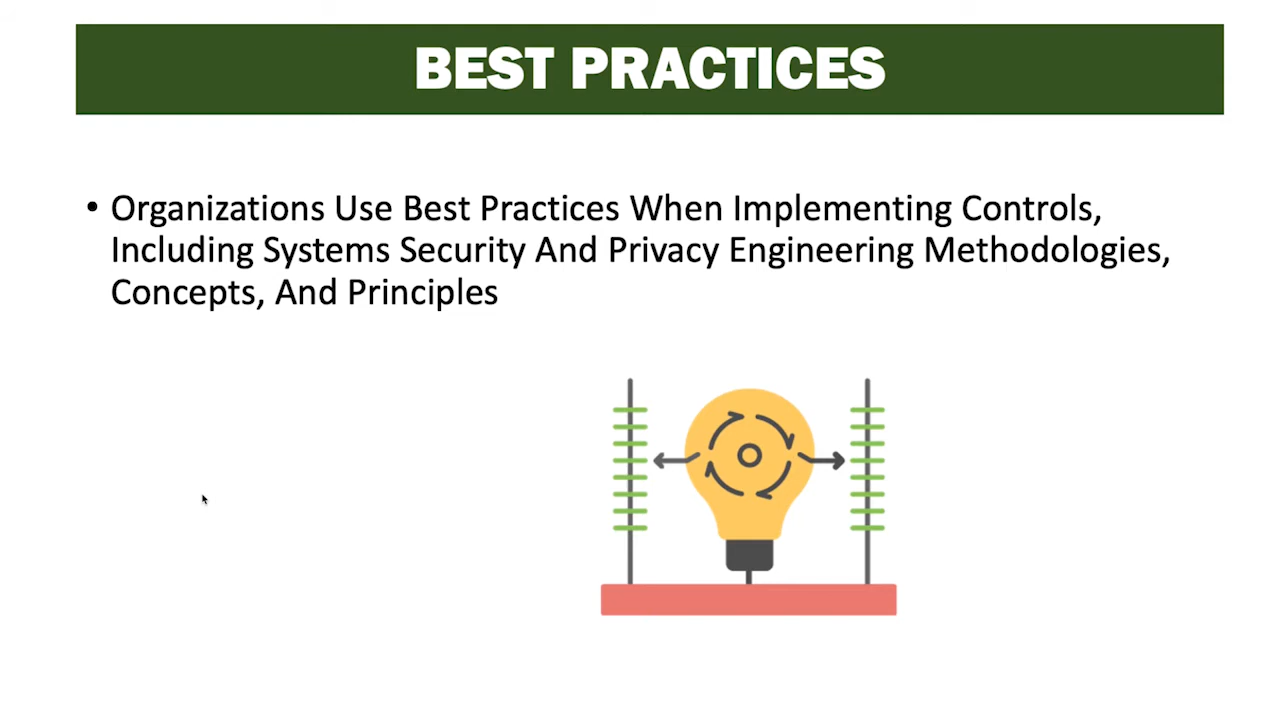 BEST PRACTICES
• Organizations Use Best Practices When Implementing Controls,
Including Systems Security And Privacy Engineering Methodologies,
Concepts, And Principles